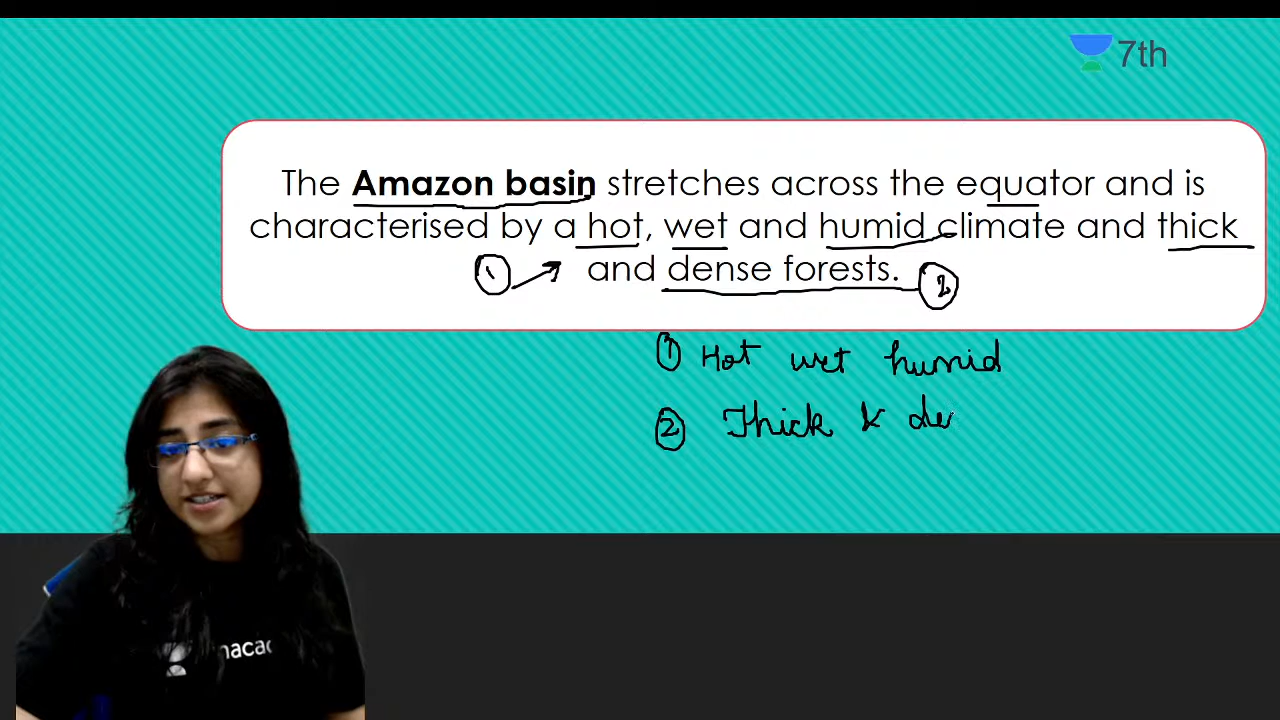 7th
The Amazon basin stretches across the equator and is
characterised by a hot, wet and humid climate and thick
and dense forests.
1
2
1 Hot wet humid
2 Thick & de
nacac